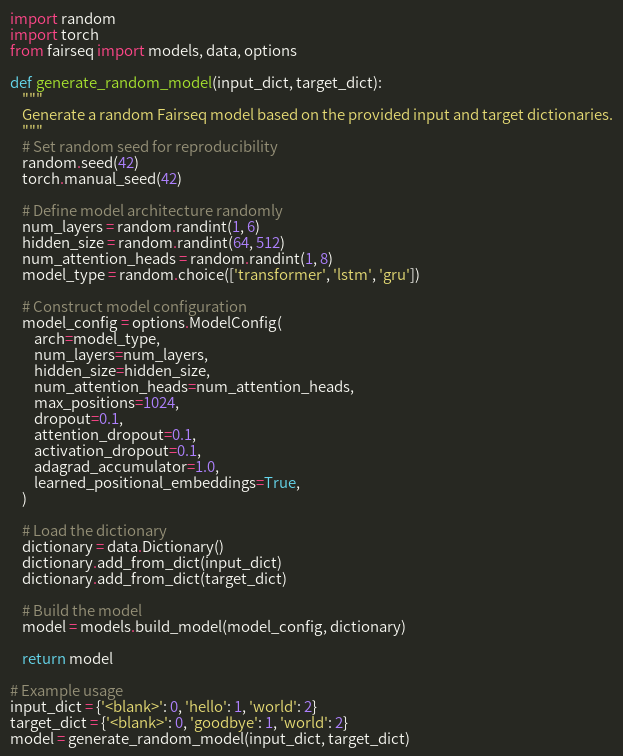 import random
import torch
from fairseq import models, data, options

def generate_random_model(input_dict, target_dict):
    """
    Generate a random Fairseq model based on the provided input and target dictionaries.
    """
    # Set random seed for reproducibility
    random.seed(42)
    torch.manual_seed(42)

    # Define model architecture randomly
    num_layers = random.randint(1, 6)
    hidden_size = random.randint(64, 512)
    num_attention_heads = random.randint(1, 8)
    model_type = random.choice(['transformer', 'lstm', 'gru'])

    # Construct model configuration
    model_config = options.ModelConfig(
        arch=model_type,
        num_layers=num_layers,
        hidden_size=hidden_size,
        num_attention_heads=num_attention_heads,
        max_positions=1024,
        dropout=0.1,
        attention_dropout=0.1,
        activation_dropout=0.1,
        adagrad_accumulator=1.0,
        learned_positional_embeddings=True,
    )

    # Load the dictionary
    dictionary = data.Dictionary()
    dictionary.add_from_dict(input_dict)
    dictionary.add_from_dict(target_dict)

    # Build the model
    model = models.build_model(model_config, dictionary)

    return model

# Example usage
input_dict = {'<blank>': 0, 'hello': 1, 'world': 2}
target_dict = {'<blank>': 0, 'goodbye': 1, 'world': 2}
model = generate_random_model(input_dict, target_dict)